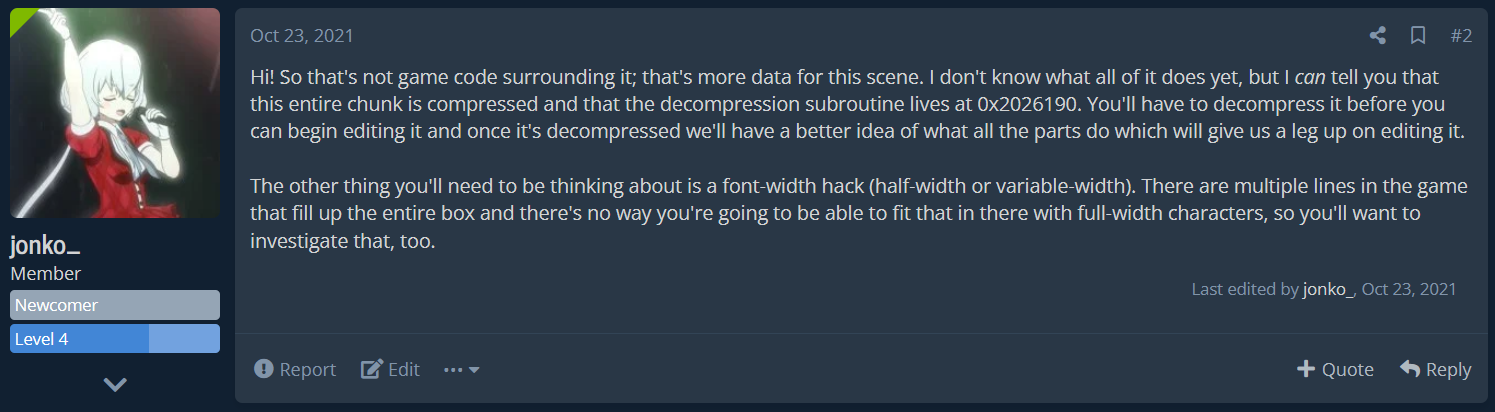 Oct 23, 2021
#2
Hi! So that's not game code surrounding it; that's more data for this scene. I don't know what all of it does yet, but I can tell you that
this entire chunk is compressed and that the decompression subroutine lives at 0x2026190. You'll have to decompress it before you
can begin editing it and once it's decompressed we'll have a better idea of what all the parts do which will give us a leg up on editing it.
The other thing you'll need to be thinking about is a font-width hack (half-width or variable-width). There are multiple lines in the game
that fill up the entire box and there's no way you're going to be able to fit that in there with full-width characters, so you'll want to
investigate that, too.
jonko_
Member
Newcomer
Level 4
Last edited by jonko_, Oct 23, 2021
Report Edit ··· Quote Reply